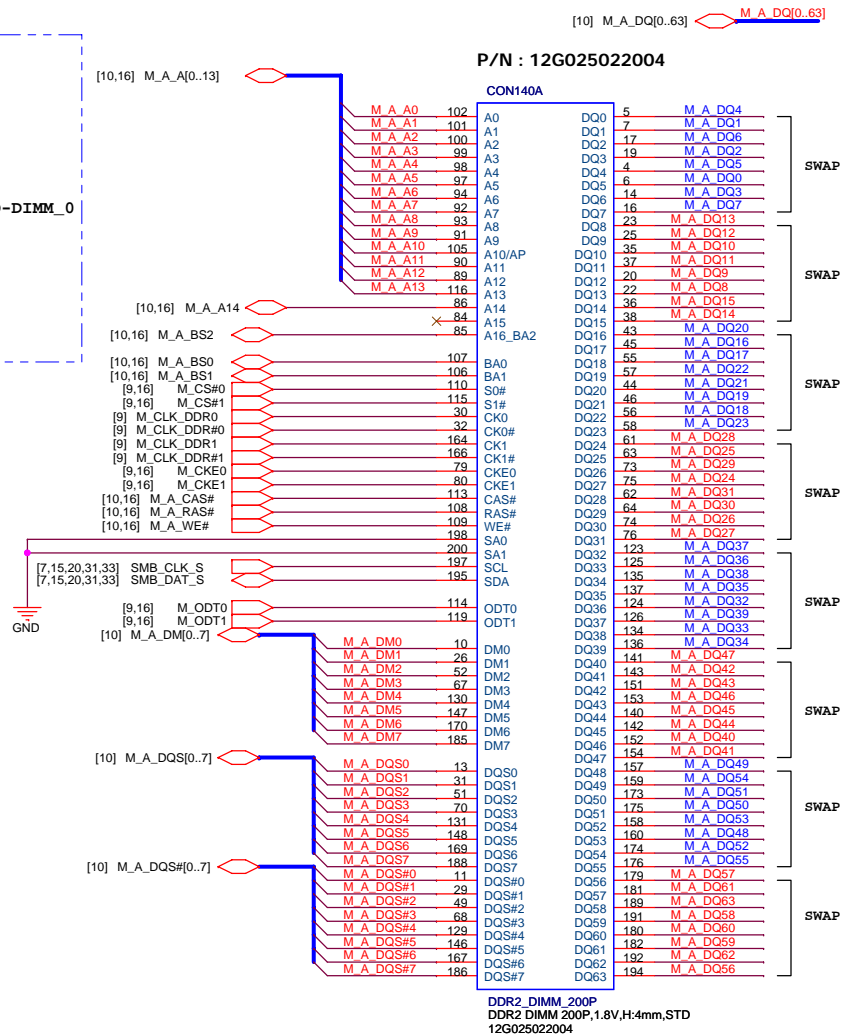 [10] M_A_DQ[0..63] M_A_DQ[0..63]
P/N : 12G025022004
[10,16] M_A_A[0..13]
CON140A
M_A_A0 102 A0 DQ0 5 M_A_DQ4
M_A_A1 101 A1 DQ1 7 M_A_DQ1
M_A_A2 100 A2 DQ2 17 M_A_DQ6
M_A_A3 99 A3 DQ3 19 M_A_DQ2
M_A_A4 98 A4 DQ4 4 M_A_DQ5 SWAP
M_A_A5 97 A5 DQ5 6 M_A_DQ0
M_A_A6 94 A6 DQ6 14 M_A_DQ3
M_A_A7 92 A7 DQ7 16 M_A_DQ7
-DIMM_0
M_A_A8 93 A8 DQ8 23 M_A_DQ13
M_A_A9 91 A9 DQ9 25 M_A_DQ12
M_A_A10 105 A10/AP DQ10 35 M_A_DQ10
M_A_A11 90 A11 DQ11 37 M_A_DQ11
M_A_A12 89 A12 DQ12 20 M_A_DQ9 SWAP
M_A_A13 116 A13 DQ13 22 M_A_DQ8
[10,16] M_A_A14 86 A14 DQ14 36 M_A_DQ15
84 A15 DQ15 38 M_A_DQ14
[10,16] M_A_BS2 85 A16_BA2 DQ16 43 M_A_DQ20
DQ17 45 M_A_DQ16
[10,16] M_A_BS0 107 BA0 DQ18 55 M_A_DQ17
[10,16] M_A_BS1 106 BA1 DQ19 57 M_A_DQ22
[9,16] M_CS#0 110 S0# DQ20 44 M_A_DQ21 SWAP
[9,16] M_CS#1 115 S1# DQ21 46 M_A_DQ19
[9] M_CLK_DDR0 30 CK0 DQ22 56 M_A_DQ18
[9] M_CLK_DDR#0 32 CK0# DQ23 58 M_A_DQ23
[9] M_CLK_DDR1 164 CK1 DQ24 61 M_A_DQ28
[9] M_CLK_DDR#1 166 CK1# DQ25 63 M_A_DQ25
[9,16] M_CKE0 79 CKE0 DQ26 73 M_A_DQ29
[9,16] M_CKE1 80 CKE1 DQ27 75 M_A_DQ24
[10,16] M_A_CAS# 113 CAS# DQ28 62 M_A_DQ31 SWAP
[10,16] M_A_RAS# 108 RAS# DQ29 64 M_A_DQ30
[10,16] M_A_WE# 109 WE# DQ30 74 M_A_DQ26
198 SA0 DQ31 76 M_A_DQ27
200 SA1 DQ32 123 M_A_DQ37
[7,15,20,31,33] SMB_CLK_S 197 SCL DQ33 125 M_A_DQ36
[7,15,20,31,33] SMB_DAT_S 195 SDA DQ34 135 M_A_DQ38
DQ35 137 M_A_DQ35
[9,16] M_ODT0 114 ODT0 DQ36 124 M_A_DQ32 SWAP
[9,16] M_ODT1 119 ODT1 DQ37 126 M_A_DQ39
GND
[10] M_A_DM[0..7] DQ38 134 M_A_DQ33
M_A_DM0 10 DM0 DQ39 136 M_A_DQ34
M_A_DM1 26 DM1 DQ40 141 M_A_DQ47
M_A_DM2 52 DM2 DQ41 143 M_A_DQ42
M_A_DM3 67 DM3 DQ42 151 M_A_DQ43
M_A_DM4 130 DM4 DQ43 153 M_A_DQ46
M_A_DM5 147 DM5 DQ44 140 M_A_DQ45 SWAP
M_A_DM6 170 DM6 DQ45 142 M_A_DQ44
M_A_DM7 185 DM7 DQ46 152 M_A_DQ40
DQ47 154 M_A_DQ41
[10] M_A_DQS[0..7]
M_A_DQS0 13 DQS0 DQ48 157 M_A_DQ49
M_A_DQS1 31 DQS1 DQ49 159 M_A_DQ54
M_A_DQS2 51 DQS2 DQ50 173 M_A_DQ51
M_A_DQS3 70 DQS3 DQ51 175 M_A_DQ50
M_A_DQS4 131 DQS4 DQ52 158 M_A_DQ53 SWAP
M_A_DQS5 148 DQS5 DQ53 160 M_A_DQ48
M_A_DQS6 169 DQS6 DQ54 174 M_A_DQ52
M_A_DQS7 188 DQS7 DQ55 176 M_A_DQ55
[10] M_A_DQS#[0..7]
M_A_DQS#0 11 DQS#0 DQ56 179 M_A_DQ57
M_A_DQS#1 29 DQS#1 DQ57 181 M_A_DQ61
M_A_DQS#2 49 DQS#2 DQ58 189 M_A_DQ63
M_A_DQS#3 68 DQS#3 DQ59 191 M_A_DQ58
M_A_DQS#4 129 DQS#4 DQ60 180 M_A_DQ60 SWAP
M_A_DQS#5 146 DQS#5 DQ61 182 M_A_DQ59
M_A_DQS#6 167 DQS#6 DQ62 192 M_A_DQ62
M_A_DQS#7 186 DQS#7 DQ63 194 M_A_DQ56
DDR2_DIMM_200P
DDR2 DIMM 200P,1.8V,H:4mm,STD
12G025022004